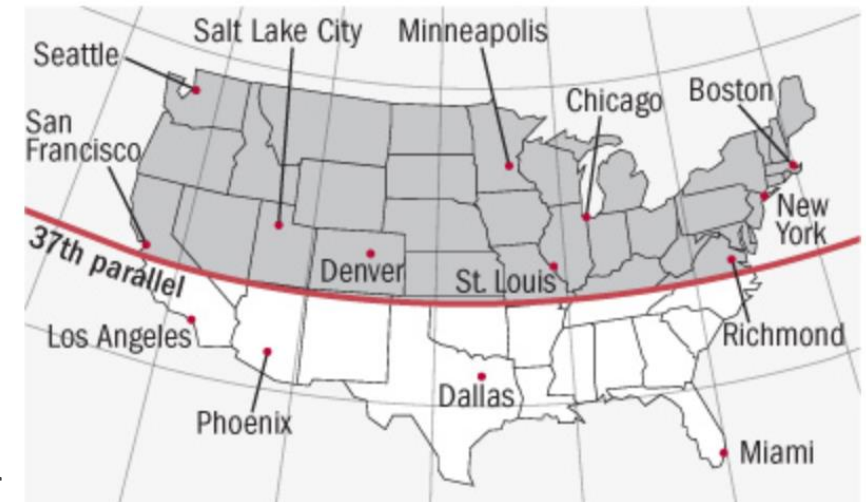 Salt Lake City
Minneapolis
Seattle
Chicago
Boston
San
Francisco
New
York
37th parallel
Denver
St. Louis
Los Angeles
Richmond
Dallas
Phoenix
Miami